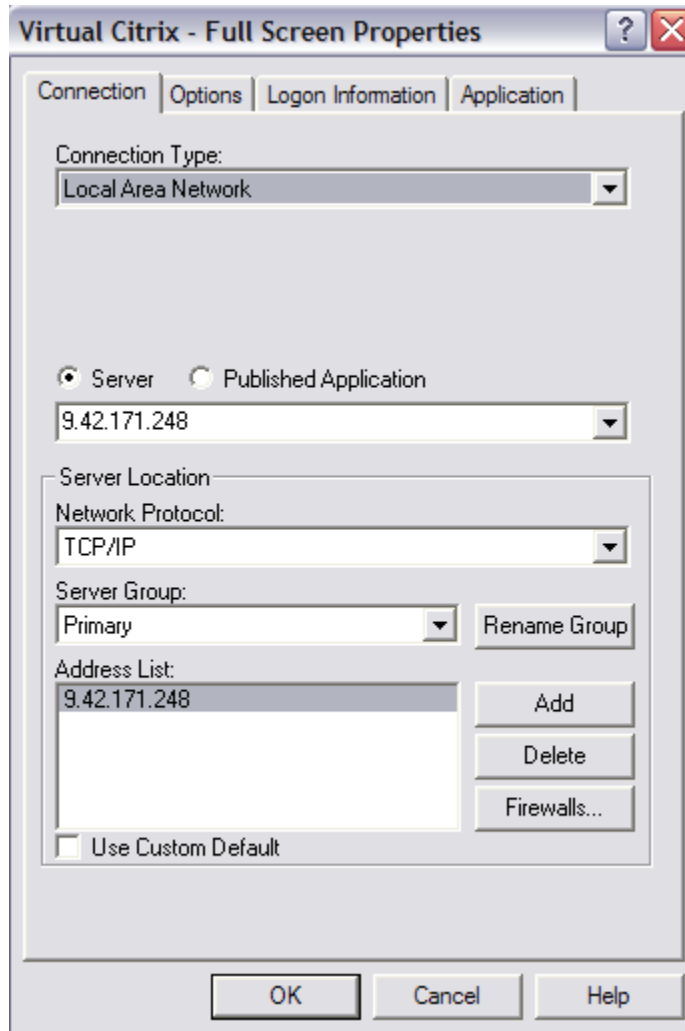 Virtual Citrix - Full Screen Properties
Connection Options Logon Information Application
Connection Type:
Local Area Network
Server Published Application
9.42.171.248
Server Location
Network Protocol:
TCP/IP
Server Group:
Primary Rename Group
Address List:
9.42.171.248
Add
Delete
Firewalls...
Use Custom Default
OK Cancel Help